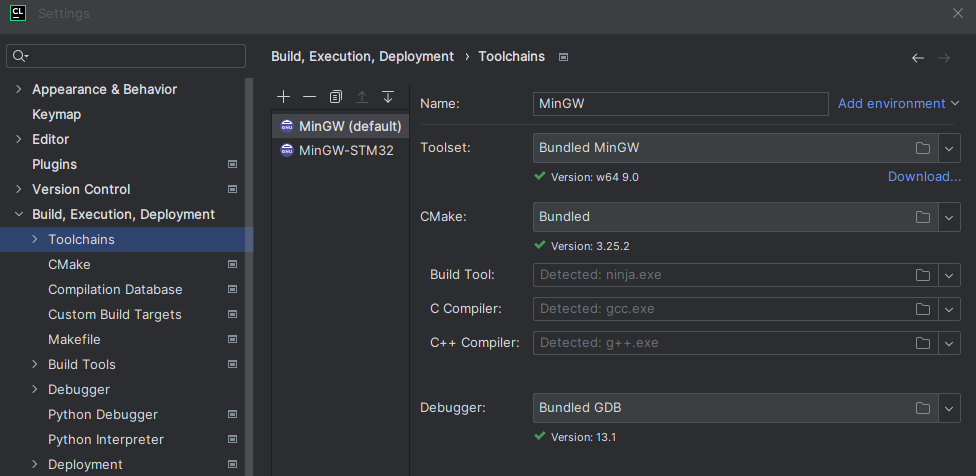 CL Settings
Build, Execution, Deployment › Toolchains
Appearance & Behavior
Keymap
Editor
Plugins
Version Control
Build, Execution, Deployment
Toolchains
CMake
Compilation Database
Custom Build Targets
Makefile
Build Tools
Debugger
Python Debugger
Python Interpreter
Deployment
GNU MinGW (default)
GNU MinGW-STM32
Name: MinGW Add environment
Toolset: Bundled MinGW
Version: w64 9.0 Download...
CMake: Bundled
Version: 3.25.2
Build Tool: Detected: ninja.exe
C Compiler: Detected: gcc.exe
C++ Compiler: Detected: g++.exe
Debugger: Bundled GDB
Version: 13.1